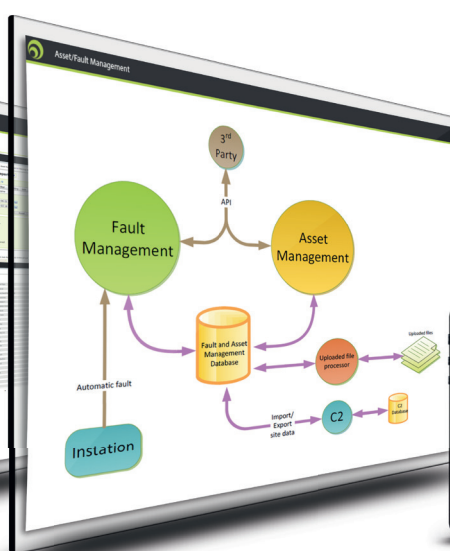 Asset/Fault Management
3rd
Party
API
Fault
Management
Asset
Management
Fault and Asset
Management
Database
Uploaded file
processor
Uploaded files
Automatic fault
Import/
Export
site data
C2
C2
Database
Instation